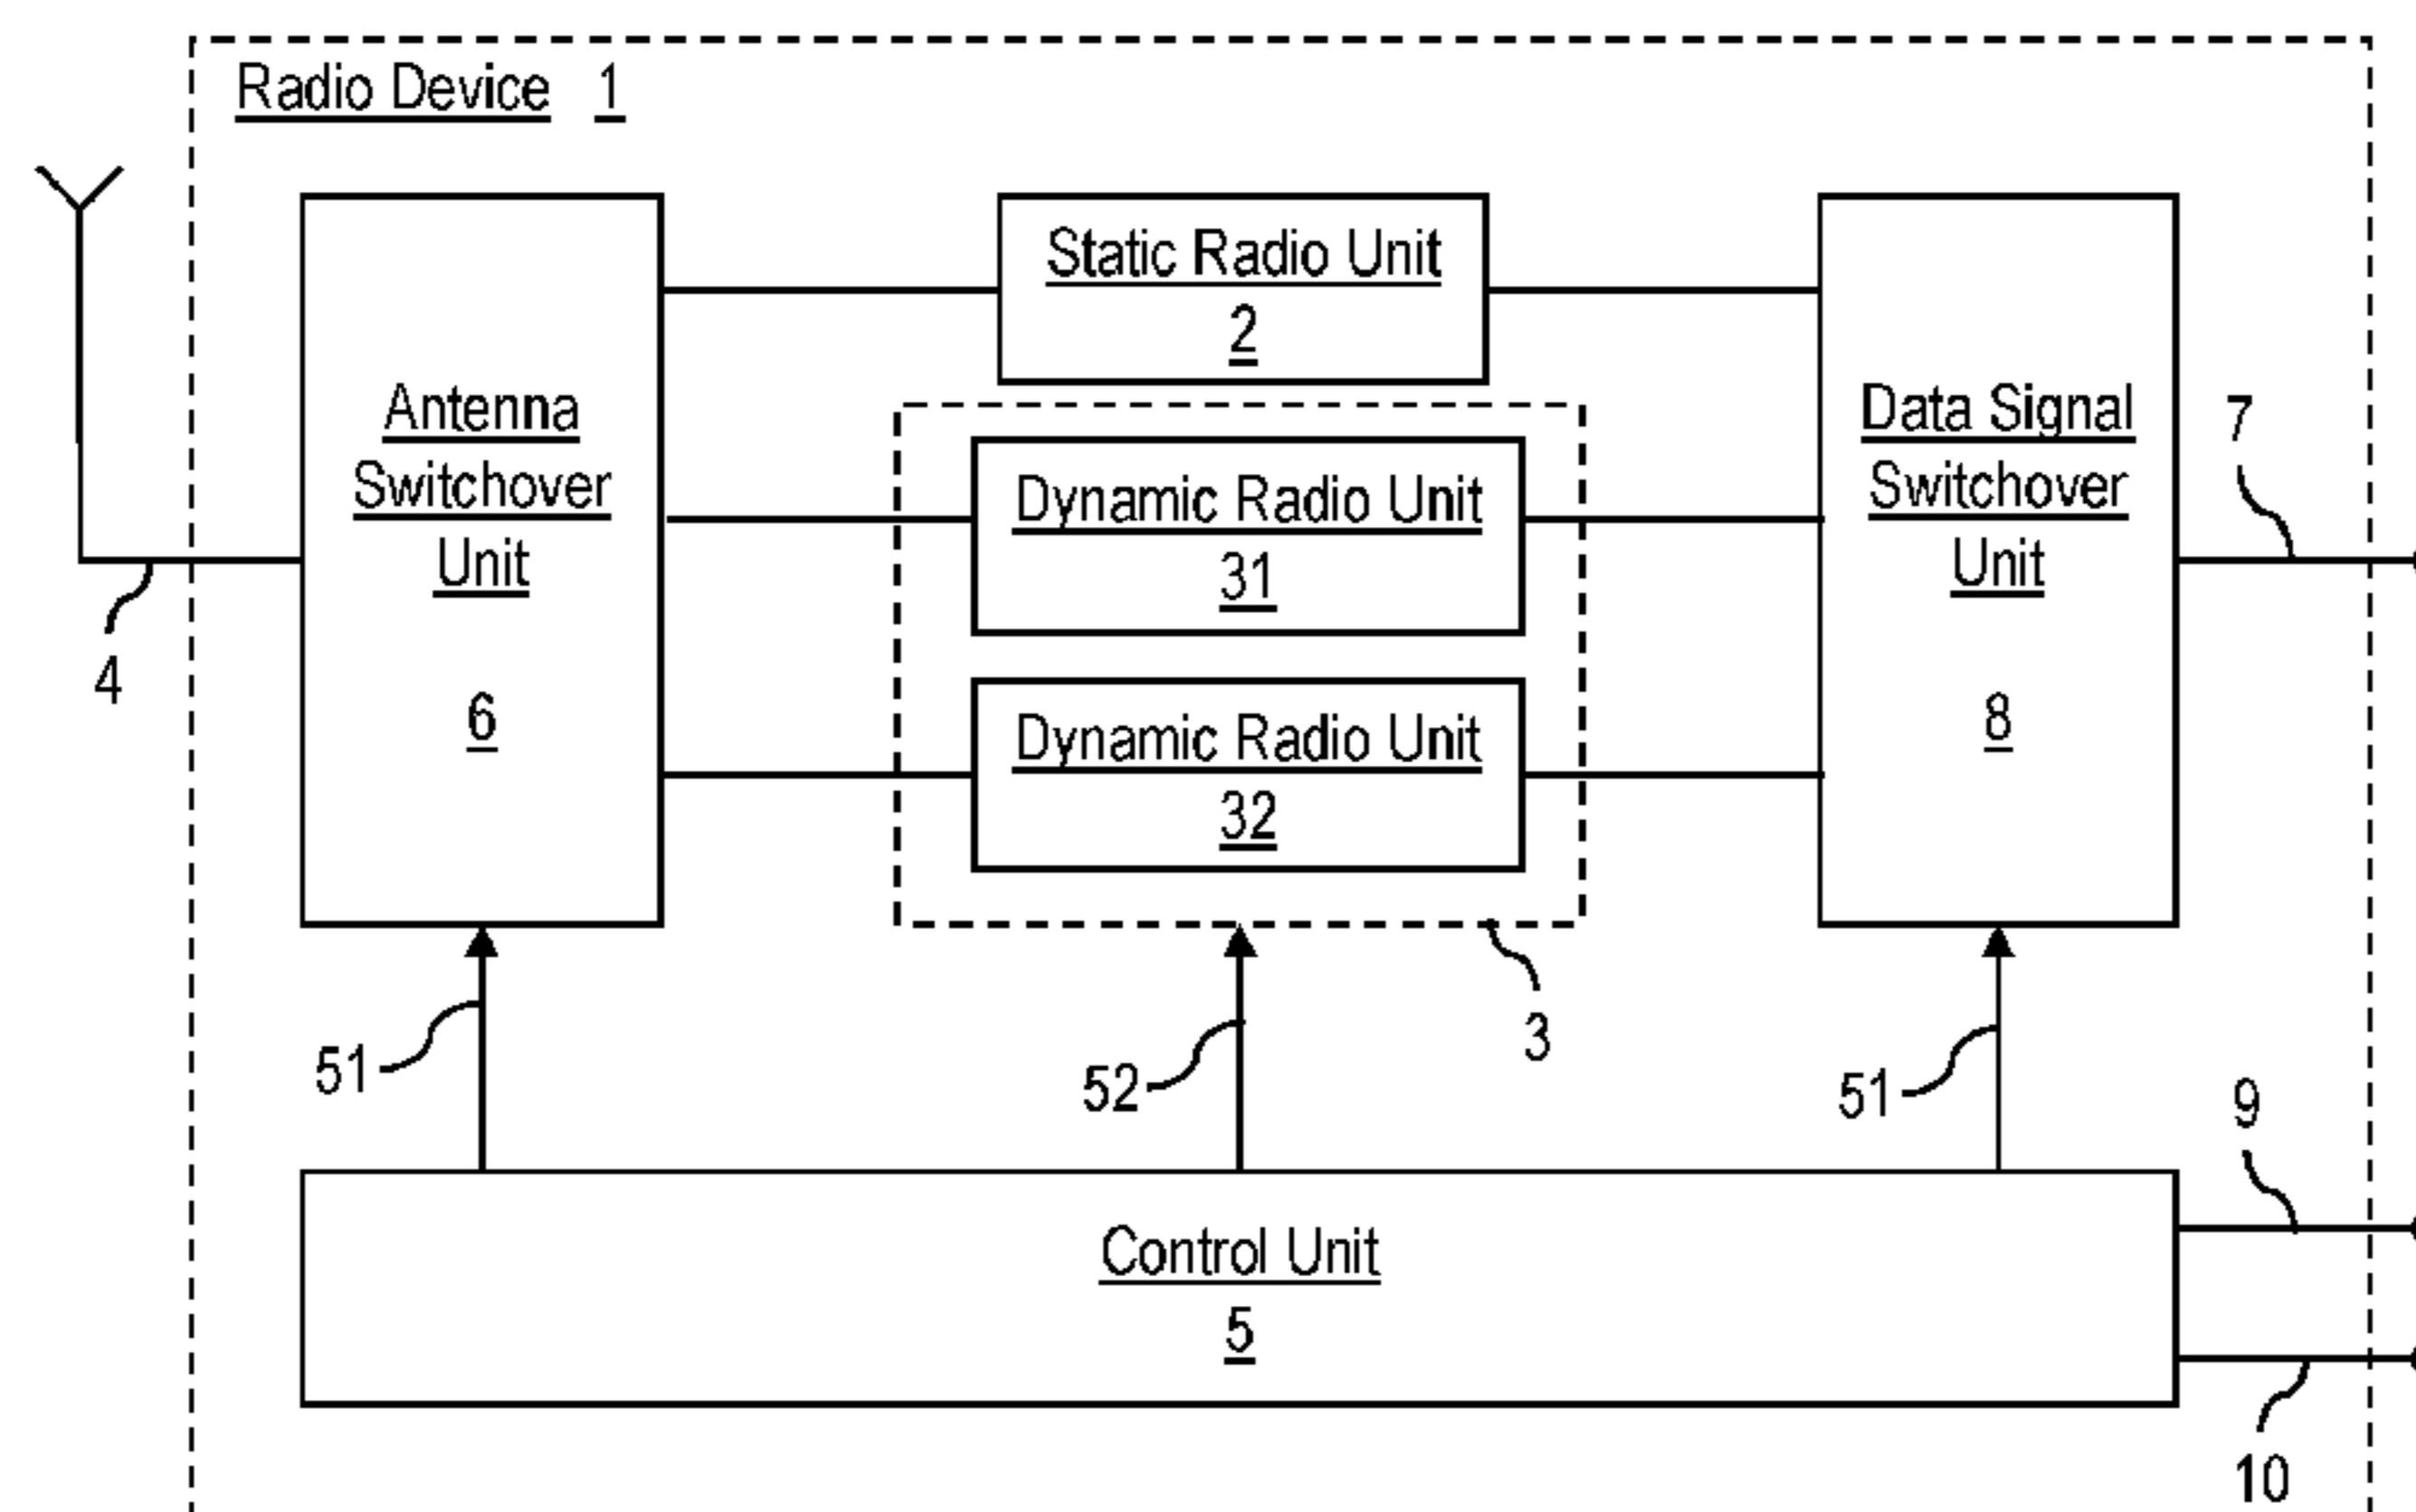 Radio Device 1
Static Radio Unit
2
Antenna
Switchover
Unit
6
Dynamic Radio Unit
31
Dynamic Radio Unit
32
Data Signal
Switchover
Unit
8
7
4
3
51
52
51
9
Control Unit
5
10